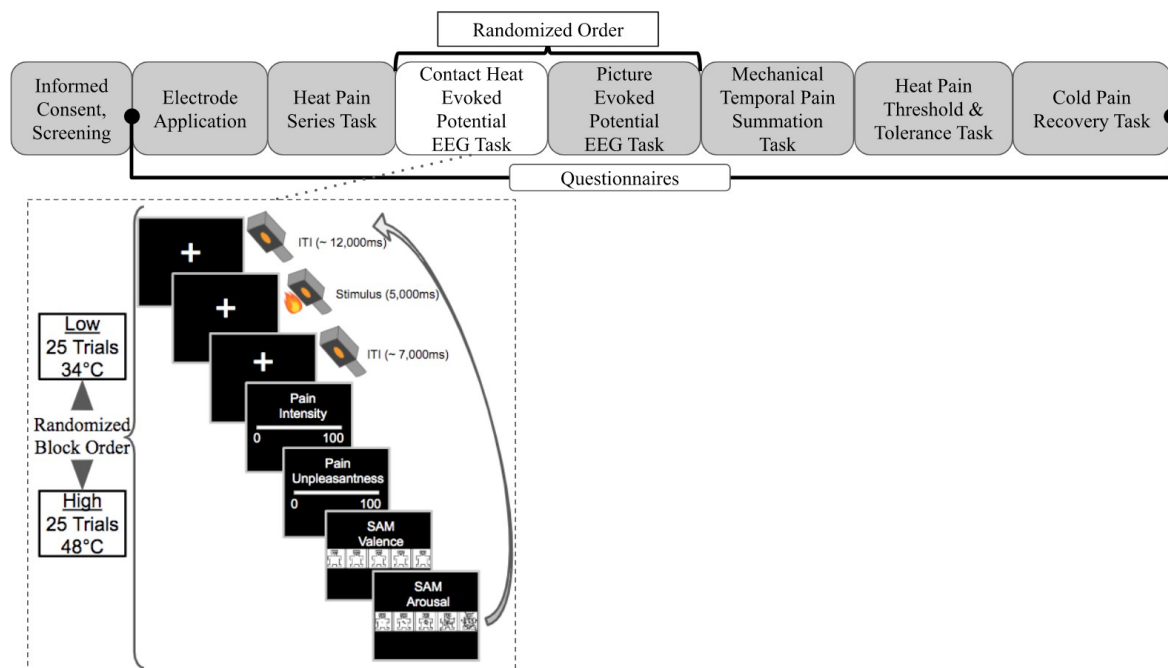 Randomized Order
Informed
Consent,
Screening
Electrode
Application
Heat Pain
Series Task
Contact Heat
Evoked
Potential
EEG Task
Picture
Evoked
Potential
EEG Task
Mechanical
Temporal Pain
Summation
Task
Heat Pain
Threshold &
Tolerance Task
Cold Pain
Recovery Task
Questionnaires
ITI (~ 12,000ms)
Stimulus (5,000ms)
ITI (~ 7,000ms)
Low
25 Trials
34°C
Randomized
Block Order
High
25 Trials
48°C
Pain
Intensity
0 100
Pain
Unpleasantness
0 100
SAM
Valence
SAM
Arousal